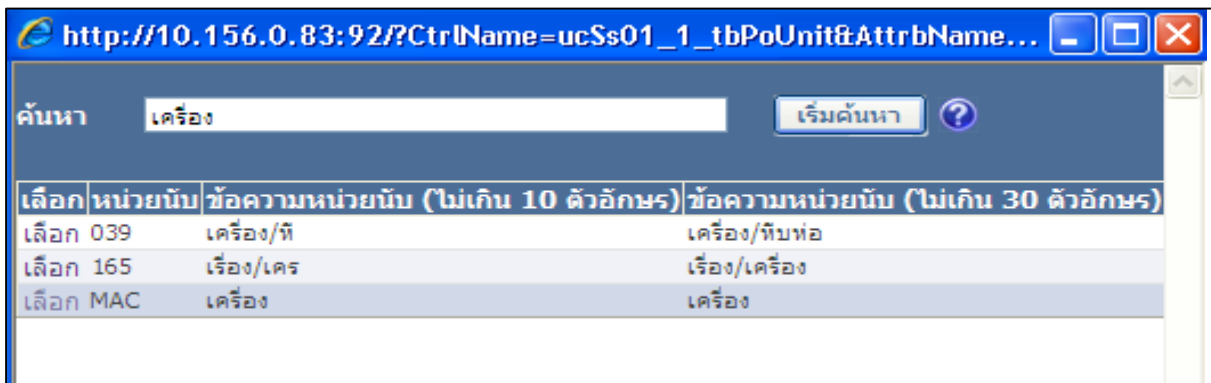 http://10.156.0.83:92/?CtrlName=ucSs01_1_tbPoUnit&AttrbName...
ค้นหา เครื่อง เริ่มค้นหา ?
เลือก หน่วยนับ ข้อความหน่วยนับ (ไม่เกิน 10 ตัวอักษร) ข้อความหน่วยนับ (ไม่เกิน 30 ตัวอักษร)
เลือก 039 เครื่อง/หี เครื่อง/หีบห่อ
เลือก 165 เรื่อง/เคร เรื่อง/เครื่อง
เลือก MAC เครื่อง เครื่อง